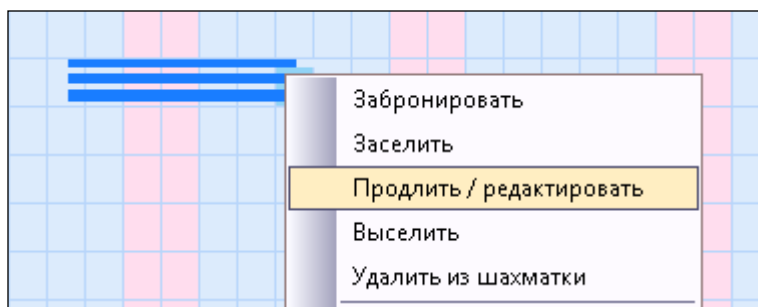 Забронировать
Заселить
Продлить / редактировать
Выселить
Удалить из шахматки